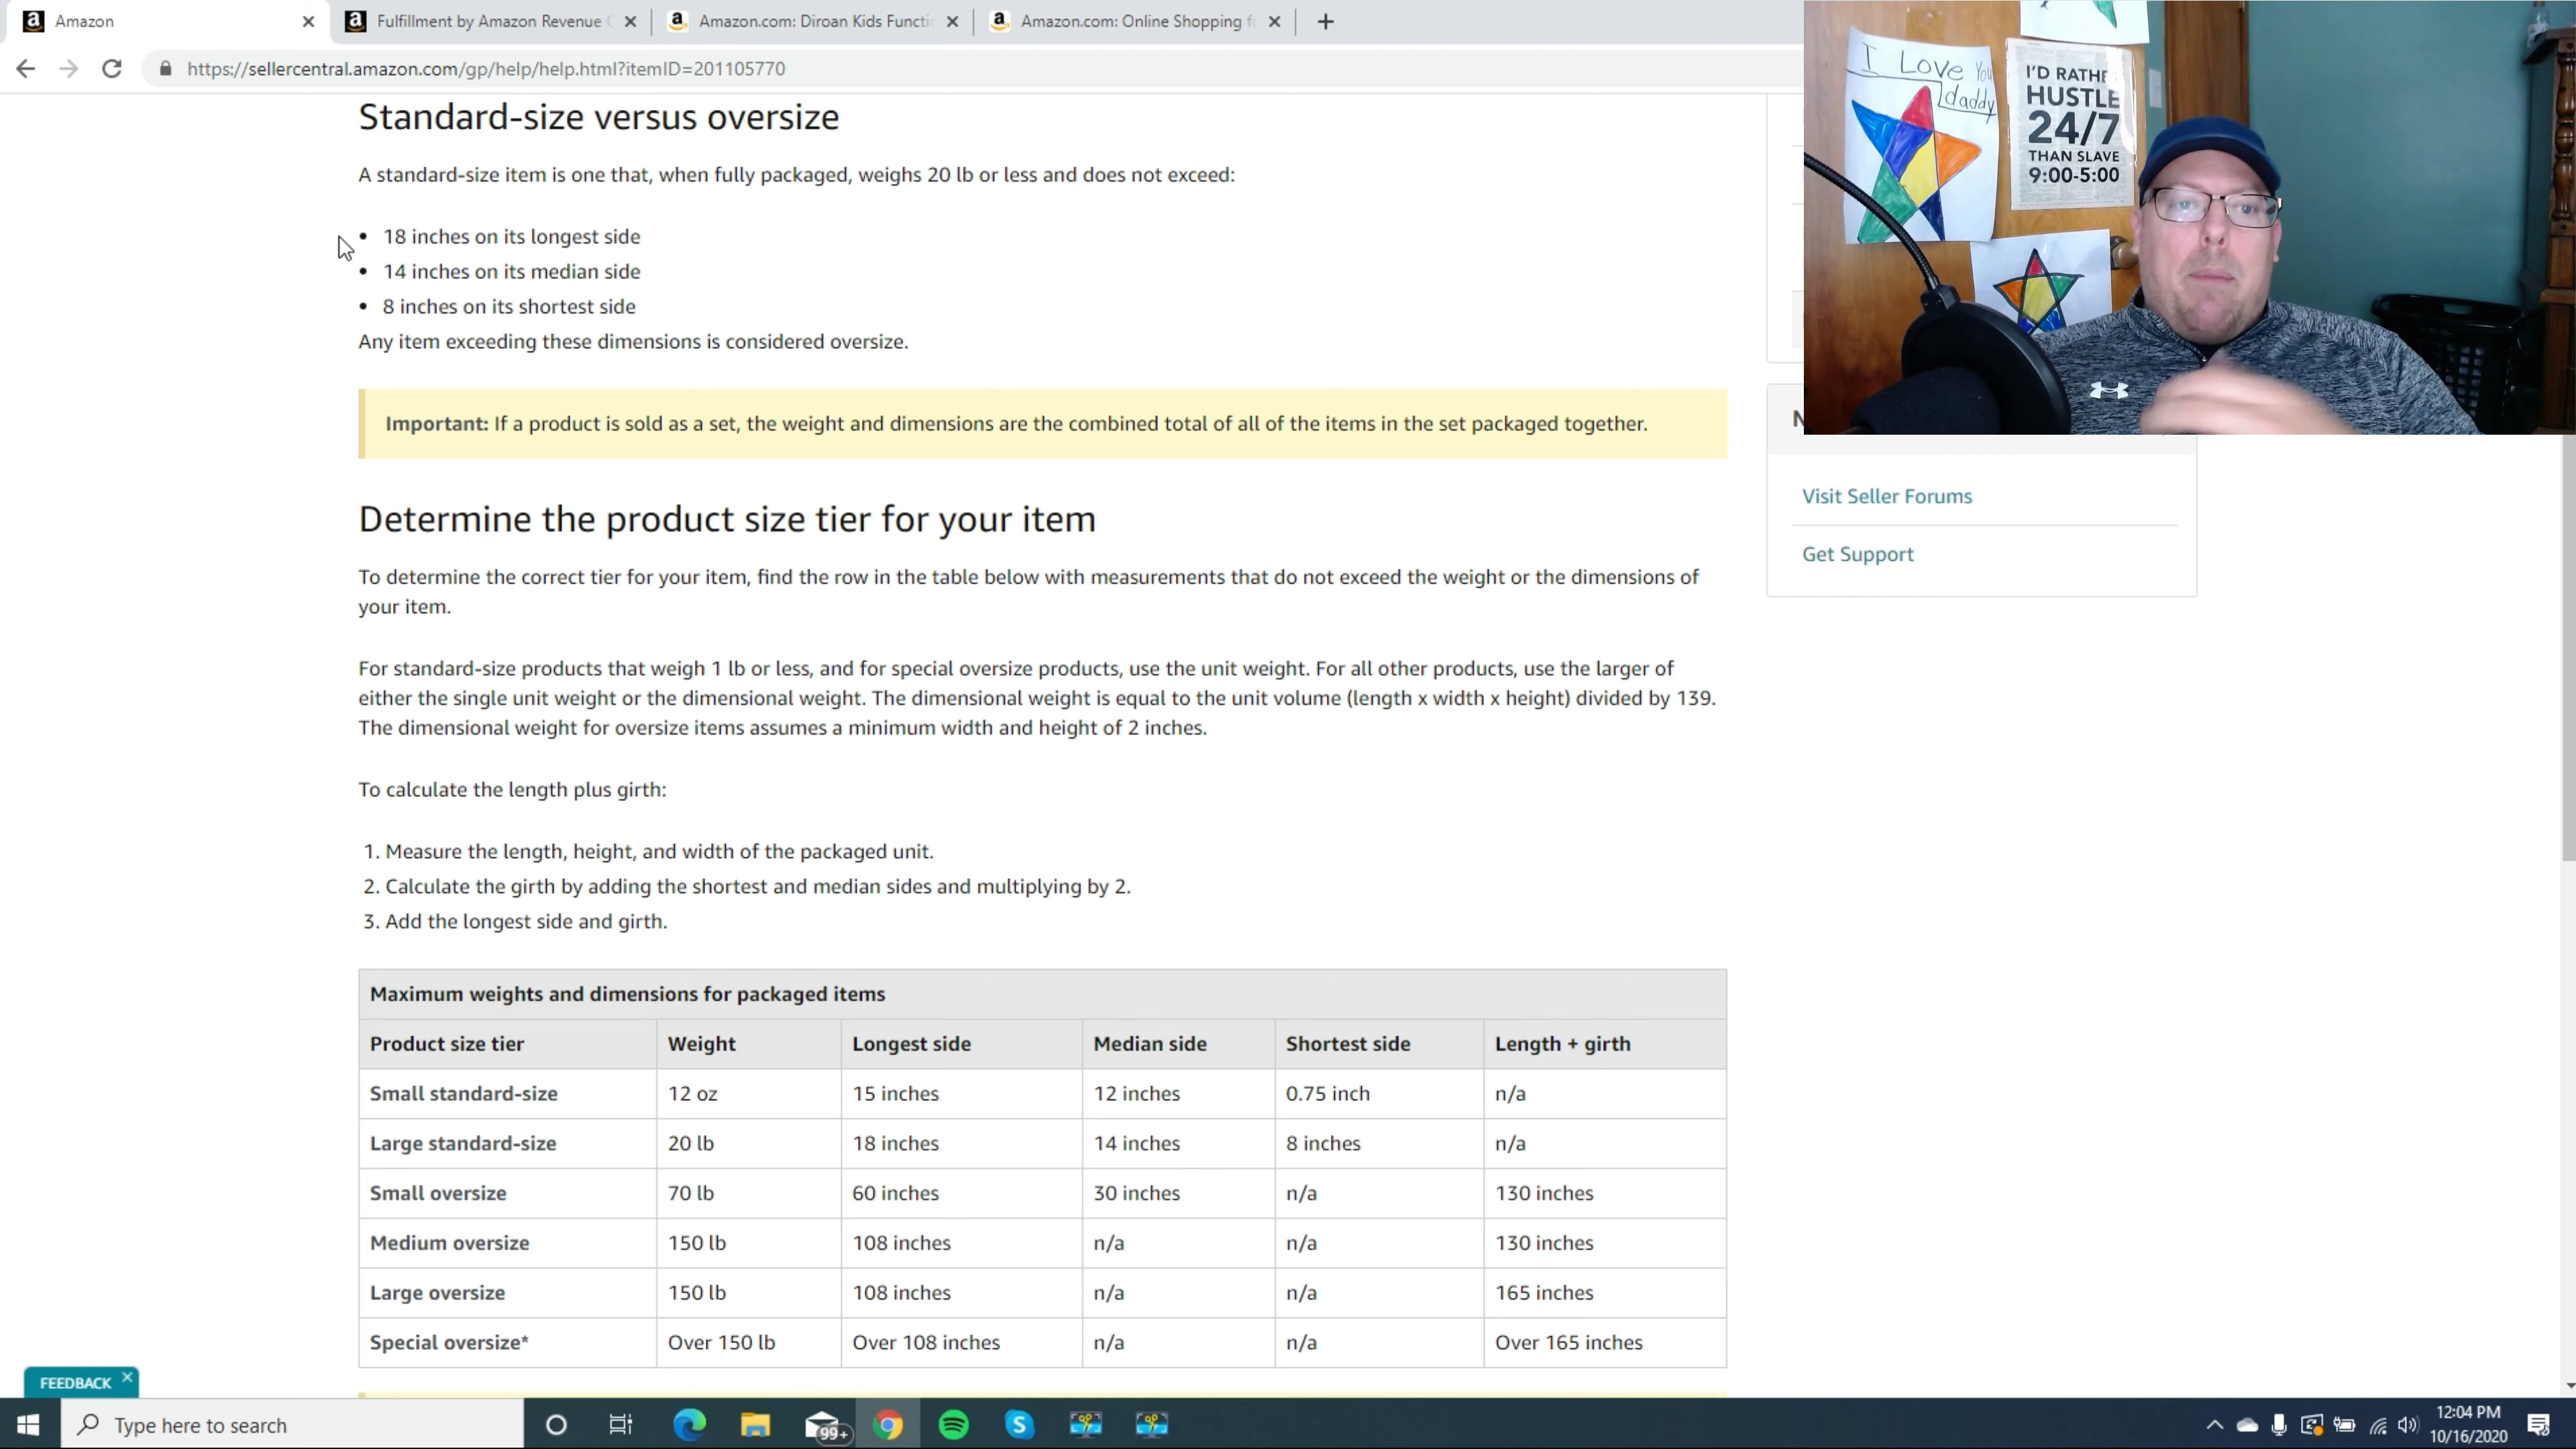 Amazon
Fulfillment by Amazon Revenue
Amazon.com: Diroan Kids Functi
Amazon.com: Online Shopping f
https://sellercentral.amazon.com/gp/help/help.html?itemID=201105770
I Love You
daddy
I'D RATHE
HUSTLE
24/7
THAN SLAVE
9:00-5:00
Standard-size versus oversize
A standard-size item is one that, when fully packaged, weighs 20 lb or less and does not exceed:
• 18 inches on its longest side
• 14 inches on its median side
• 8 inches on its shortest side
Any item exceeding these dimensions is considered oversize.
Important: If a product is sold as a set, the weight and dimensions are the combined total of all of the items in the set packaged together.
Visit Seller Forums
Get Support
Determine the product size tier for your item
To determine the correct tier for your item, find the row in the table below with measurements that do not exceed the weight or the dimensions of
your item.
For standard-size products that weigh 1 lb or less, and for special oversize products, use the unit weight. For all other products, use the larger of
either the single unit weight or the dimensional weight. The dimensional weight is equal to the unit volume (length x width x height) divided by 139.
The dimensional weight for oversize items assumes a minimum width and height of 2 inches.
To calculate the length plus girth:
1. Measure the length, height, and width of the packaged unit.
2. Calculate the girth by adding the shortest and median sides and multiplying by 2.
3. Add the longest side and girth.
Maximum weights and dimensions for packaged items
Product size tier Weight Longest side Median side Shortest side Length + girth
Small standard-size 12 oz 15 inches 12 inches 0.75 inch n/a
Large standard-size 20 lb 18 inches 14 inches 8 inches n/a
Small oversize 70 lb 60 inches 30 inches n/a 130 inches
Medium oversize 150 lb 108 inches n/a n/a 130 inches
Large oversize 150 lb 108 inches n/a n/a 165 inches
Special oversize* Over 150 lb Over 108 inches n/a n/a Over 165 inches
FEEDBACK
Type here to search
99+
12:04 PM
10/16/2020